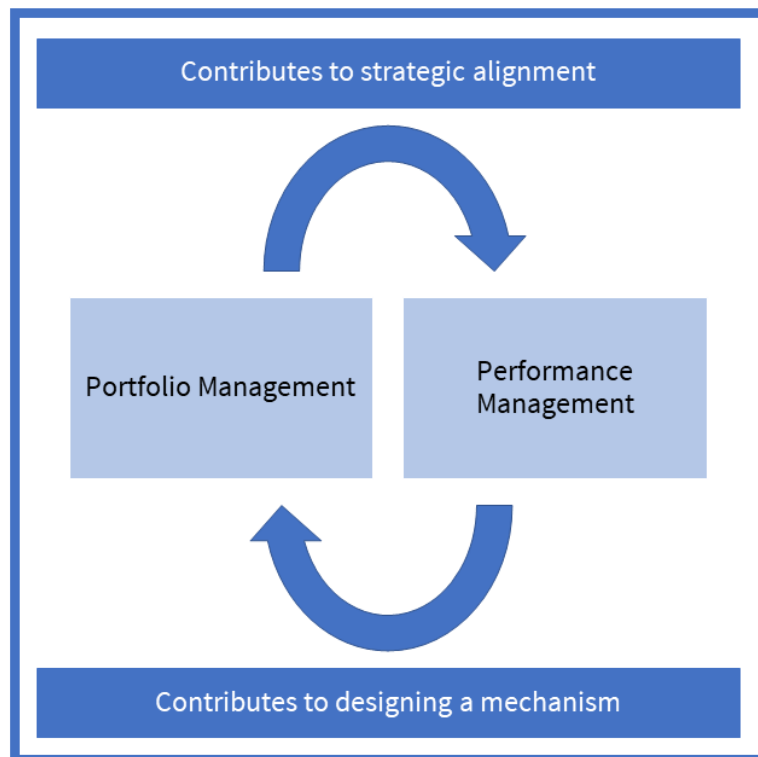 Contributes to strategic alignment
Portfolio Management
Performance
Management
Contributes to designing a mechanism